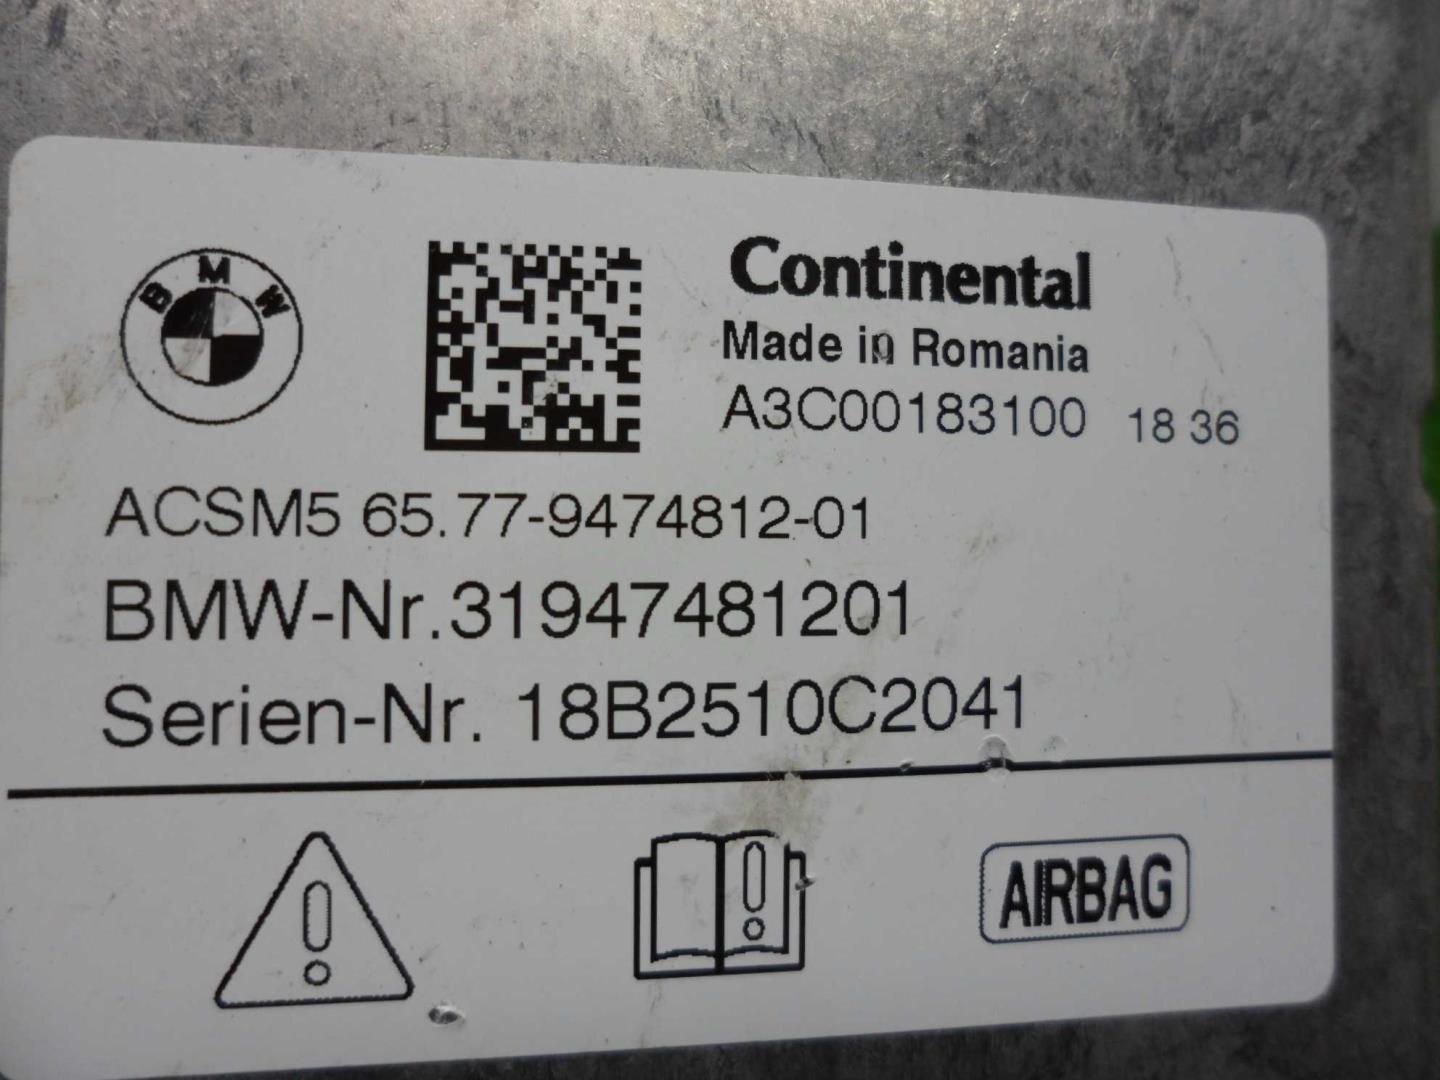 BMW
Continental
Made in Romania
A3C00183100 18 36
ACSM5 65.77-9474812-01
BMW-Nr.31947481201
Serien-Nr. 18B2510C2041
AIRBAG